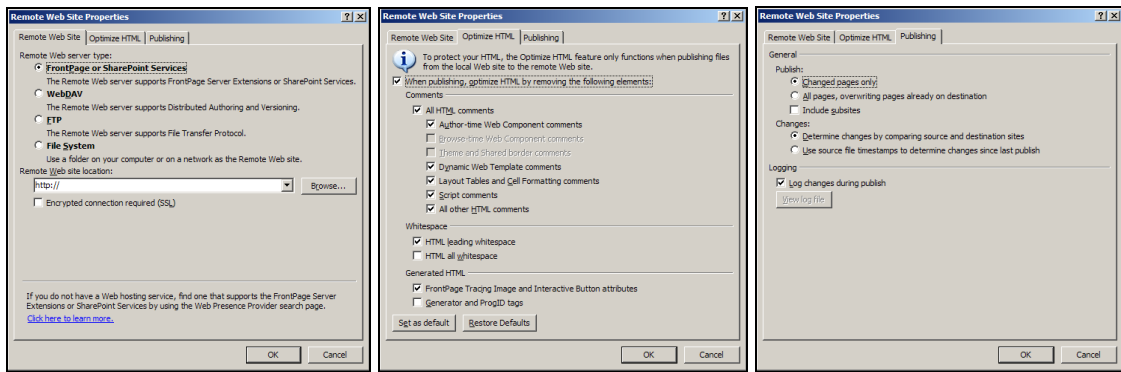 Remote Web Site Properties
Remote Web Site
Optimize HTML
Publishing
Remote Web server type:
FrontPage or SharePoint Services
The Remote Web server supports FrontPage Server Extensions or SharePoint Services.
WebDAV
The Remote Web server supports Distributed Authoring and Versioning.
FTP
The Remote Web server supports File Transfer Protocol.
File System
Use a folder on your computer or on a network as the Remote Web site.
Remote Web site location:
http://
Browse...
Encrypted connection required (SSL)
If you do not have a Web hosting service, find one that supports the FrontPage Server
Extensions or SharePoint Services by using the Web Presence Provider search page.
Click here to learn more.
OK
Cancel
Remote Web Site Properties
Remote Web Site
Optimize HTML
Publishing
To protect your HTML, the Optimize HTML feature only functions when publishing files
from the local Web site to the remote Web site.
When publishing, optimize HTML by removing the following elements:
Comments
All HTML comments
Author-time Web Component comments
Browse-time Web Component comments
Theme and Shared border comments
Dynamic Web Template comments
Layout Tables and Cell Formatting comments
Script comments
All other HTML comments
Whitespace
HTML leading whitespace
HTML all whitespace
Generated HTML
FrontPage Tracing Image and Interactive Button attributes
Generator and ProgID tags
Set as default
Restore Defaults
OK
Cancel
Remote Web Site Properties
Remote Web Site
Optimize HTML
Publishing
General
Publish:
Changed pages only
All pages, overwriting pages already on destination
Include subsites
Changes:
Determine changes by comparing source and destination sites
Use source file timestamps to determine changes since last publish
Logging
Log changes during publish
View log file
OK
Cancel